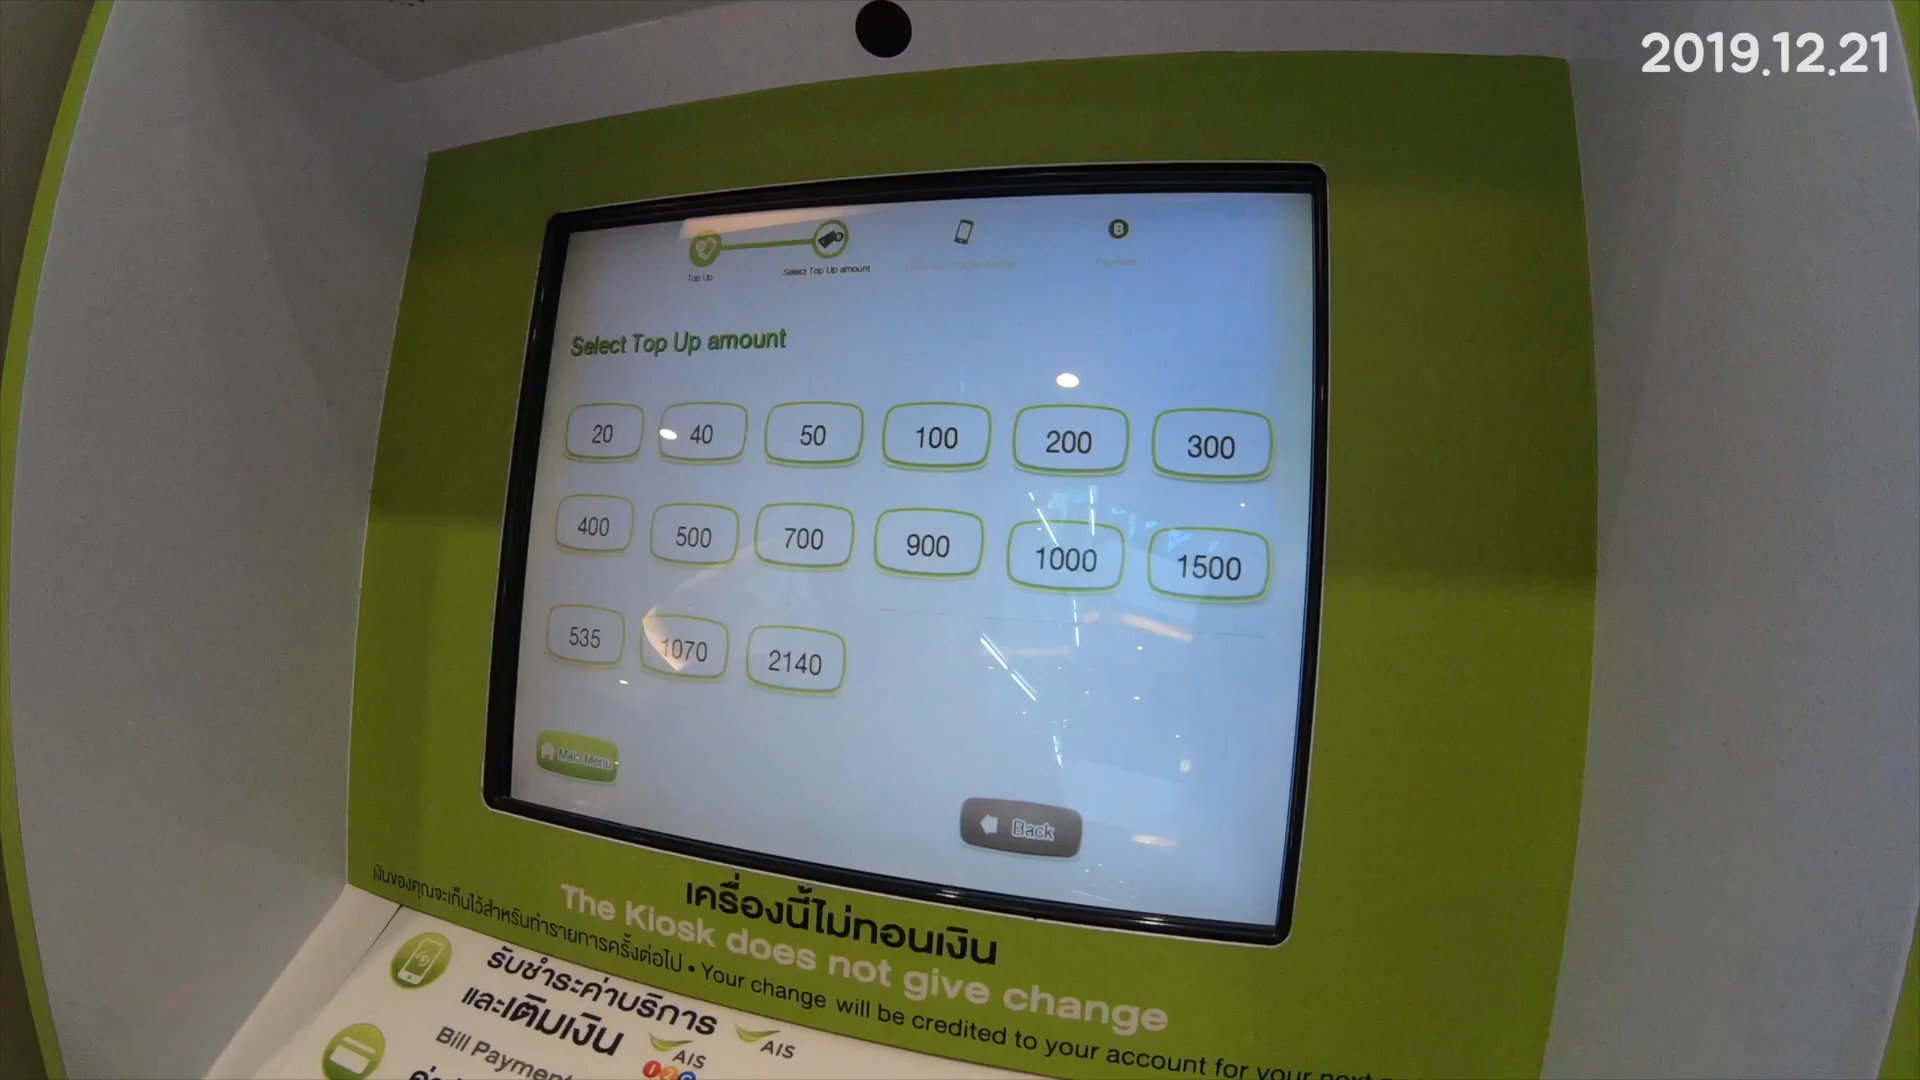 2019.12.21
Top Up
Select Top Up amount
Select Top Up amount
20 40 50 100 200 300
400 500 700 900 1000 1500
535 1070 2140
Main Menu
Back
เครื่องนี้ไม่ทอนเงิน
The Kiosk does not give change
เงินของคุณจะเก็บไว้สำหรับทำรายการครั้งต่อไป • Your change will be credited to your account for your next
รับชำระค่าบริการ
และเติมเงิน
AIS
AIS
Bill Payment